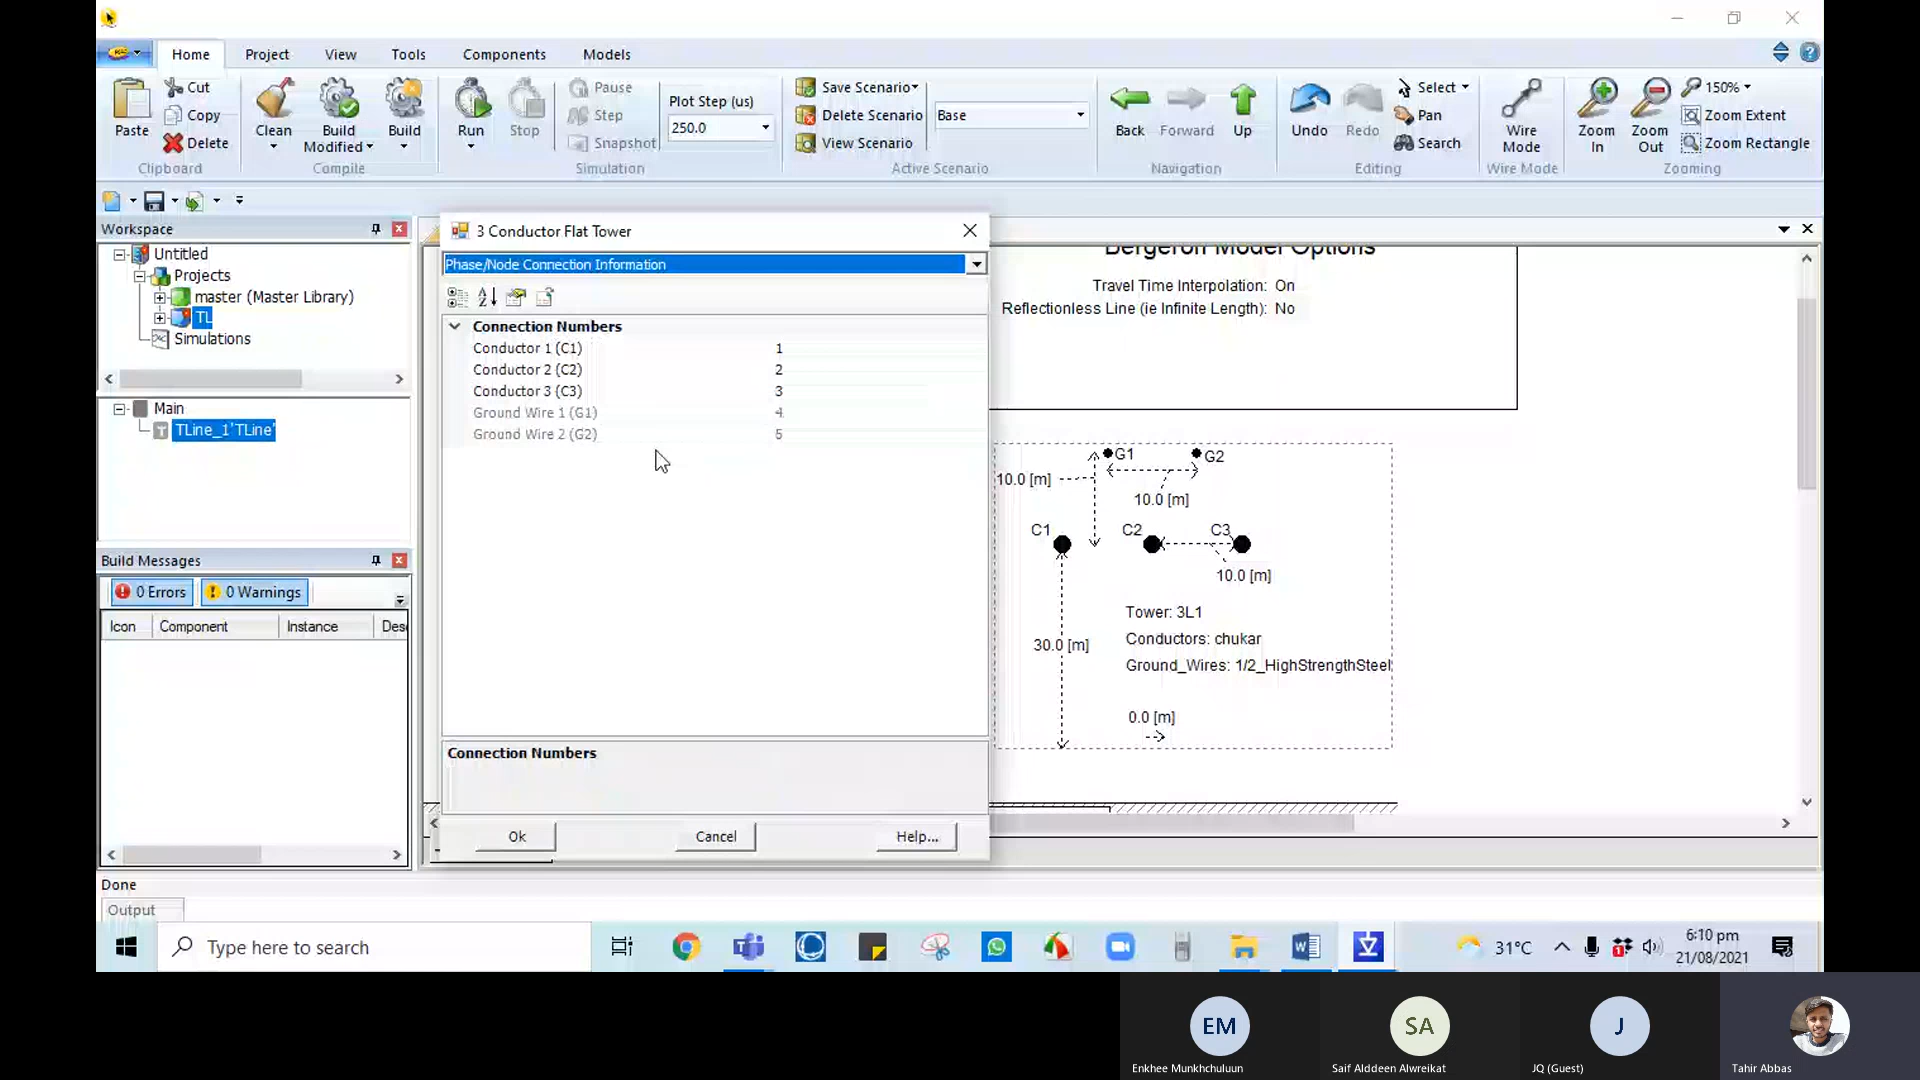 Home
Project
View
Tools
Components
Models
Paste
Cut
Copy
Delete
Clipboard
Clean
Build Modified
Build
Compile
Run
Stop
Pause
Step
Snapshot
Simulation
Plot Step (us)
250.0
Save Scenario
Delete Scenario
View Scenario
Base
Active Scenario
Back
Forward
Up
Navigation
Undo
Redo
Select
Pan
Search
Editing
Wire
Mode
Wire Mode
Zoom
In
Zoom
Out
150%
Zoom Extent
Zoom Rectangle
Zooming
Workspace
Untitled
Projects
master (Master Library)
TL
Simulations
Main
TLine_1'TLine'
Build Messages
0 Errors
0 Warnings
Icon
Component
Instance
Des
Done
Output
3 Conductor Flat Tower
Phase/Node Connection Information
Connection Numbers
Conductor 1 (C1) 1
Conductor 2 (C2) 2
Conductor 3 (C3) 3
Ground Wire 1 (G1) 4
Ground Wire 2 (G2) 5
Connection Numbers
Ok
Cancel
Help...
Bergeron Model Options
Travel Time Interpolation: On
Reflectionless Line (ie Infinite Length): No
G1
G2
10.0 [m]
10.0 [m]
C1
C2
C3
10.0 [m]
Tower: 3L1
Conductors: chukar
30.0 [m]
Ground_Wires: 1/2_HighStrengthSteel
0.0 [m]
Type here to search
31°C
6:10 pm
21/08/2021
EM
Enkhee Munkhchuluun
SA
Saif Alddeen Alwreikat
J
JQ (Guest)
Tahir Abbas